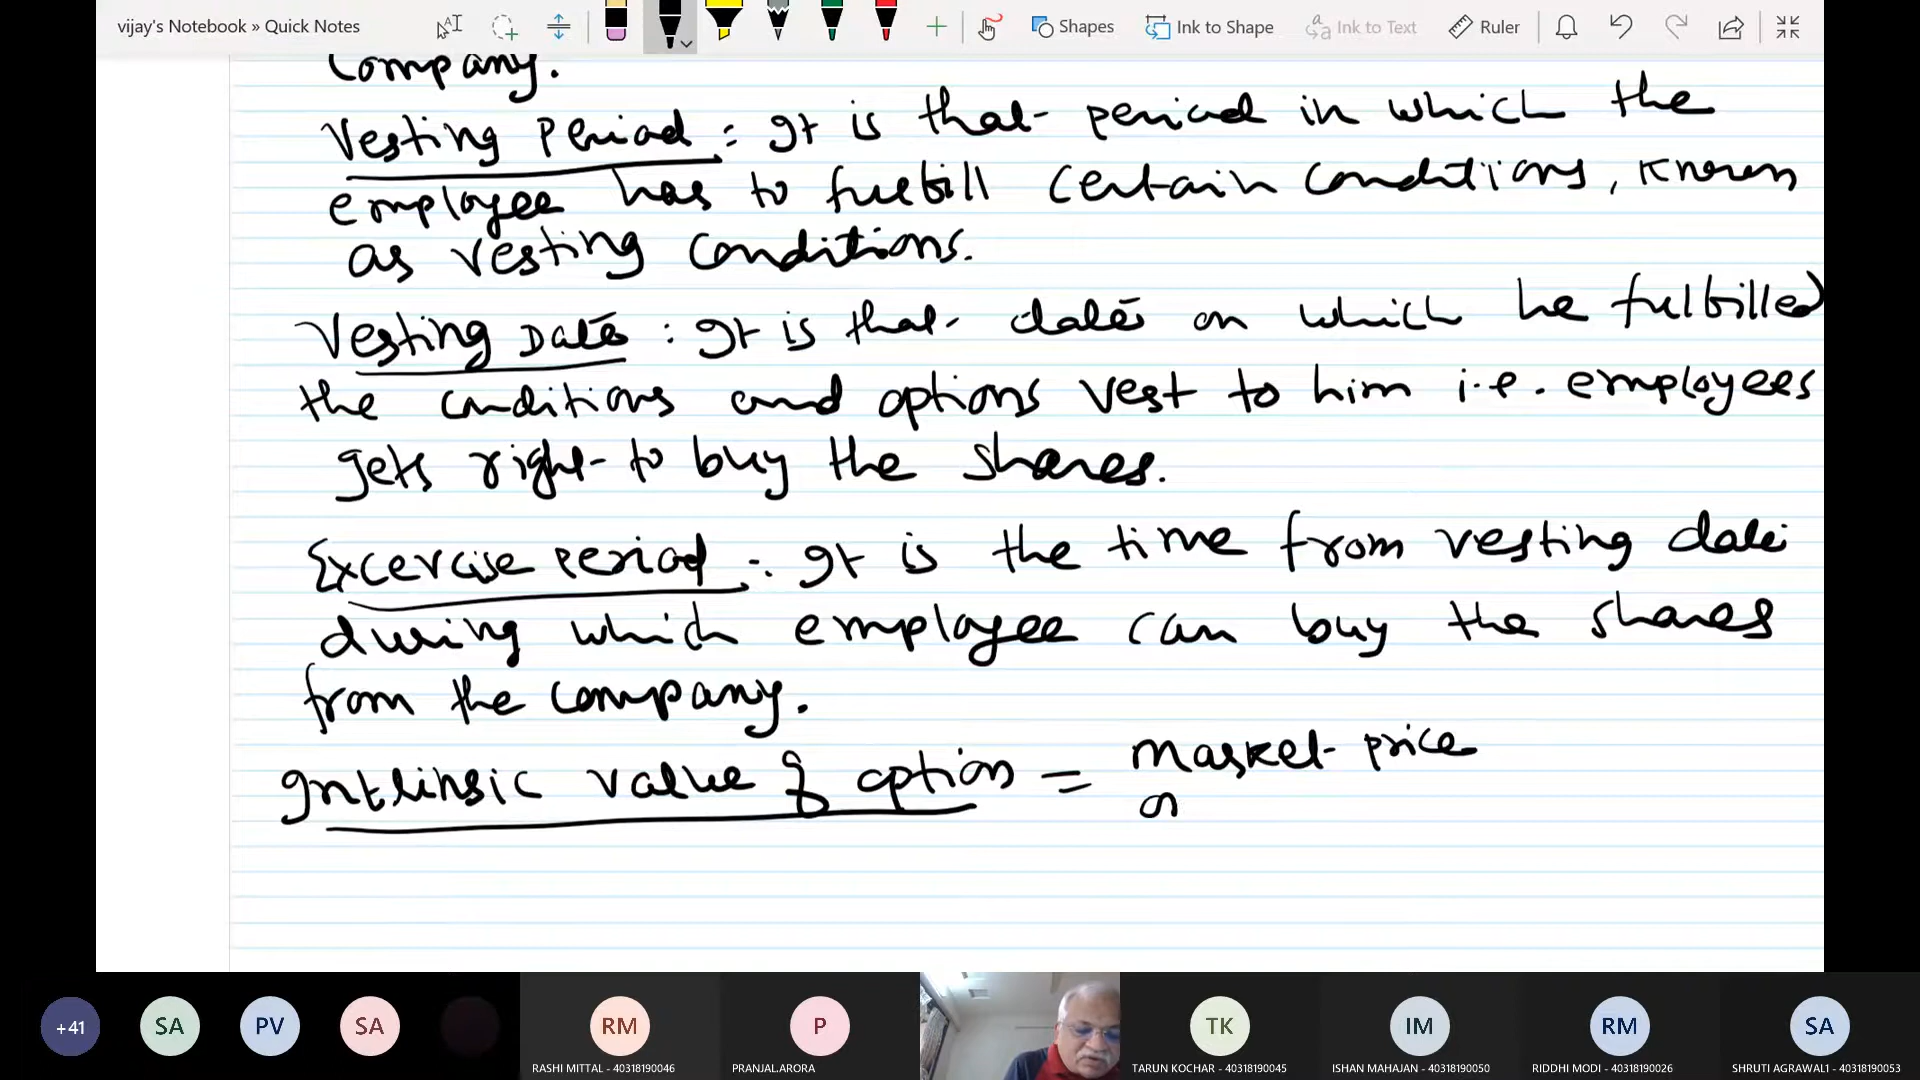 vijay's Notebook » Quick Notes
Shapes
Ink to Shape
Ink to Text
Ruler
Company.
Vesting Period : It is that period in which the
employee has to fulfill certain conditions, known
as vesting conditions.
Vesting Date : It is that date on which he fulfilled
the conditions and options vest to him i.e. employees
gets right to buy the shares.
Excercise period : It is the time from vesting date
during which employee can buy the shares
from the company.
Intrinsic value of option = market price
o
+41
SA
PV
SA
RM
P
TK
IM
RM
SA
RASHI MITTAL - 40318190046
PRANJAL.ARORA
TARUN KOCHAR - 40318190045
ISHAN MAHAJAN - 40318190050
RIDDHI MODI - 40318190026
SHRUTI AGRAWAL1 - 40318190053